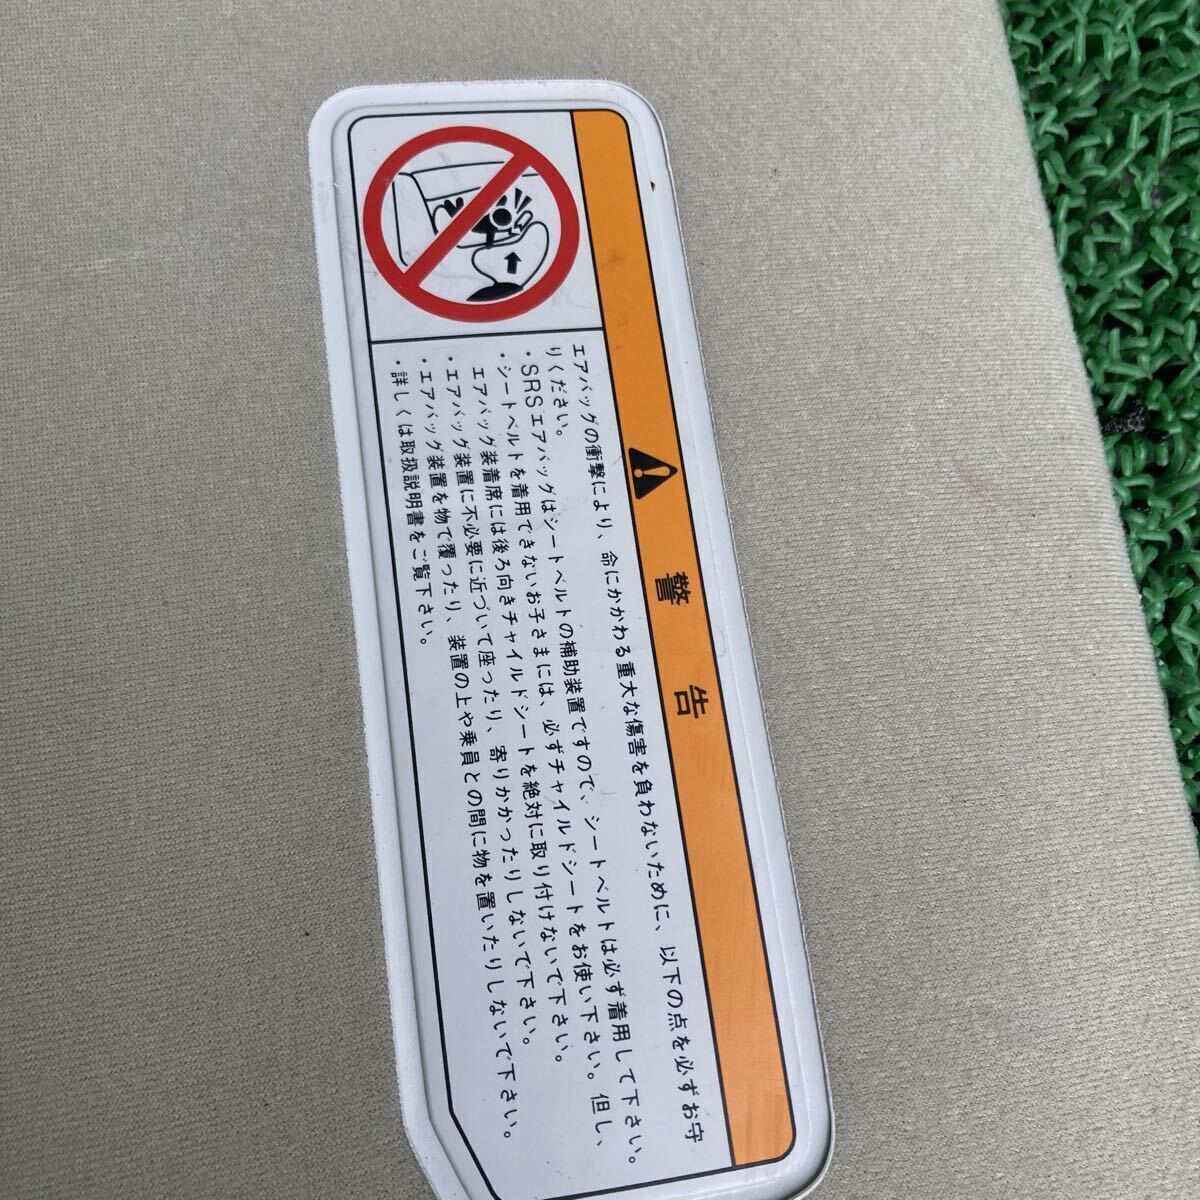 警告
エアバッグの衝撃により、命にかかわる重大な傷害を負わないために、以下の点を必ずお守
りください。
・SRSエアバッグはシートベルトの補助装置ですので、シートベルトは必ず着用して下さい。
・シートベルトを着用できないお子さまには、必ずチャイルドシートをお使い下さい。但し、
エアバッグ装着席には後ろ向きチャイルドシートを絶対に取り付けないで下さい。
・エアバッグ装置に不必要に近づいて座ったり、寄りかかったりしないで下さい。
・エアバッグ装置を物で覆ったり、装置の上や乗員との間に物を置いたりしないで下さい。
・詳しくは取扱説明書をご覧下さい。